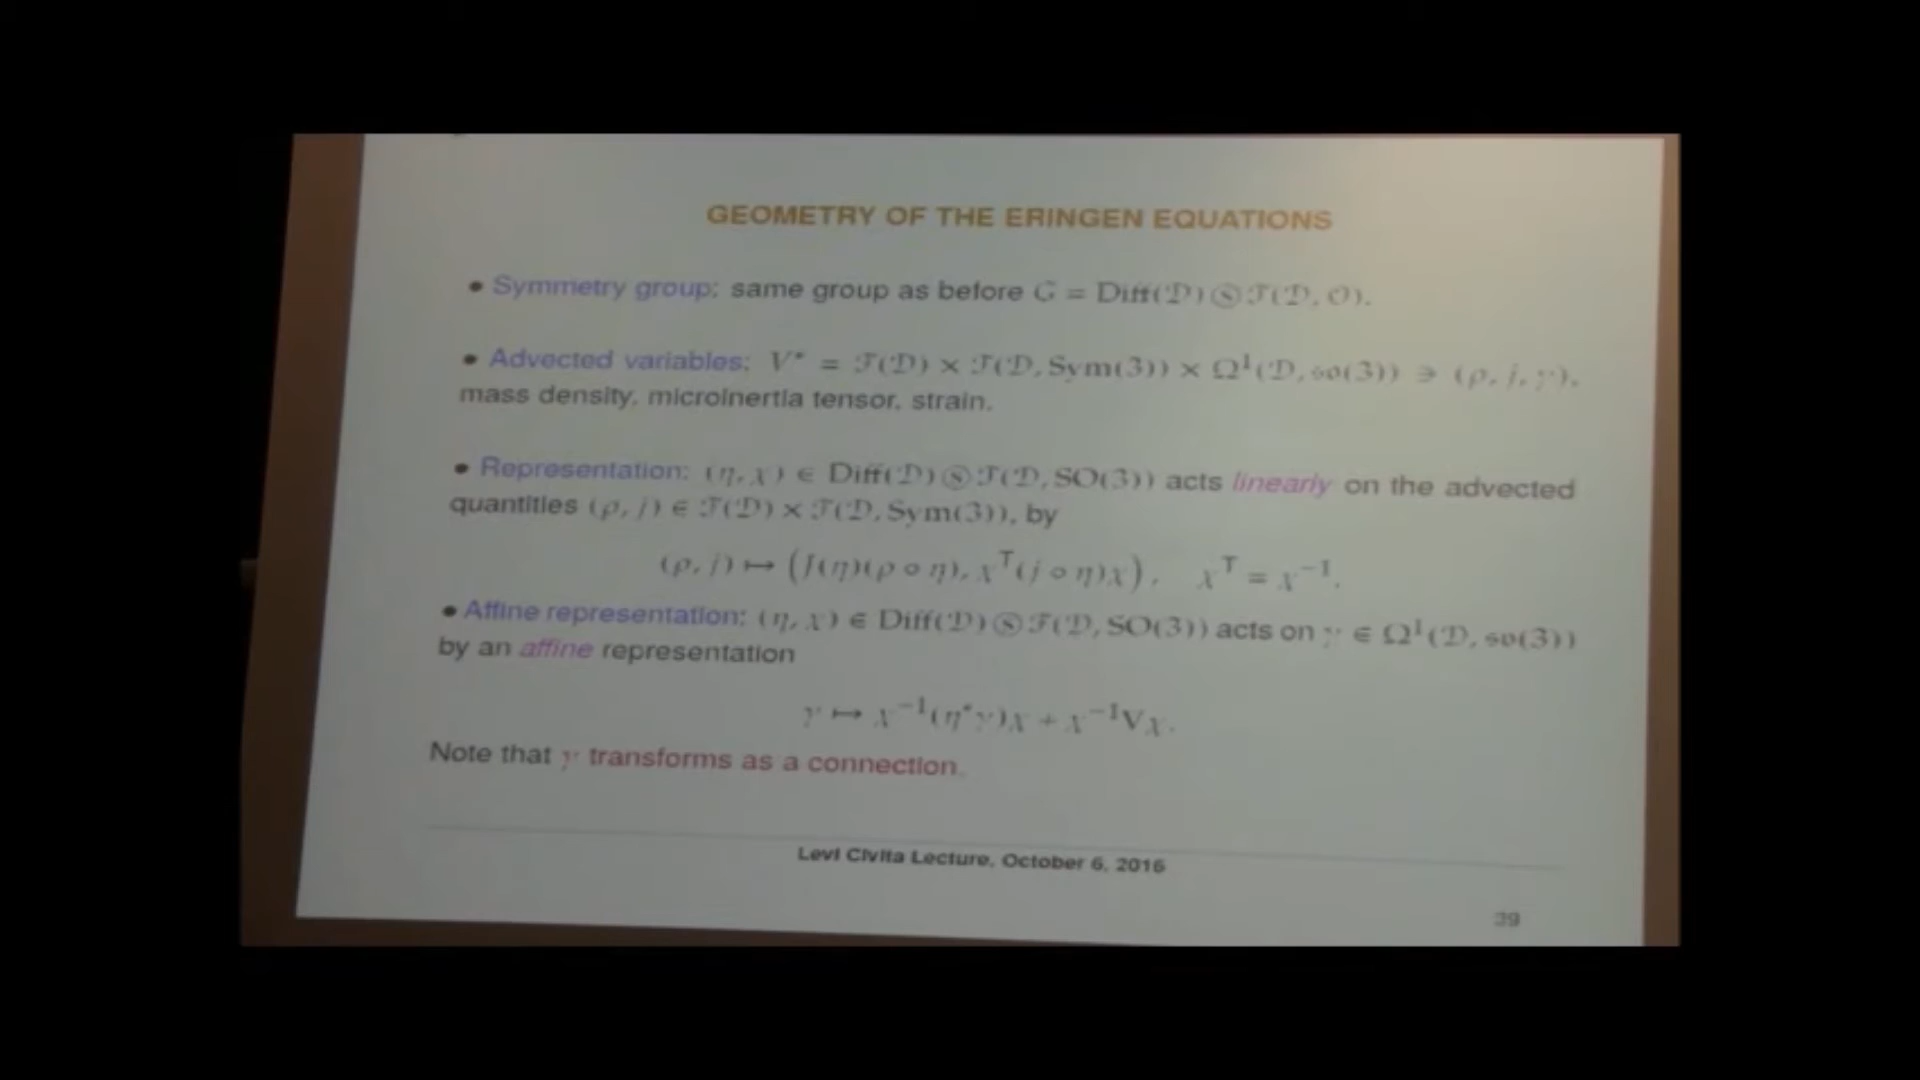 GEOMETRY OF THE ERINGEN EQUATIONS
• Symmetry group: same group as before G = Diff(𝒟) Ⓢ ℱ(𝒟, 𝒪).
• Advected variables: V* = ℱ(𝒟) × ℱ(𝒟, Sym(3)) × Ω¹(𝒟, so(3)) ∋ (ρ, j, γ),
mass density, microinertia tensor, strain.
• Representation: (η, χ) ∈ Diff(𝒟) Ⓢ ℱ(𝒟, SO(3)) acts linearly on the advected
quantities (ρ, j) ∈ ℱ(𝒟) × ℱ(𝒟, Sym(3)), by
(ρ, j) ↦ (J(η)(ρ ∘ η), χᵀ(j ∘ η)χ), χᵀ = χ⁻¹.
• Affine representation: (η, χ) ∈ Diff(𝒟) Ⓢ ℱ(𝒟, SO(3)) acts on γ ∈ Ω¹(𝒟, so(3))
by an affine representation
γ ↦ χ⁻¹(η*γ)χ + χ⁻¹∇χ.
Note that γ transforms as a connection.
Levi Civita Lecture, October 6, 2016
39